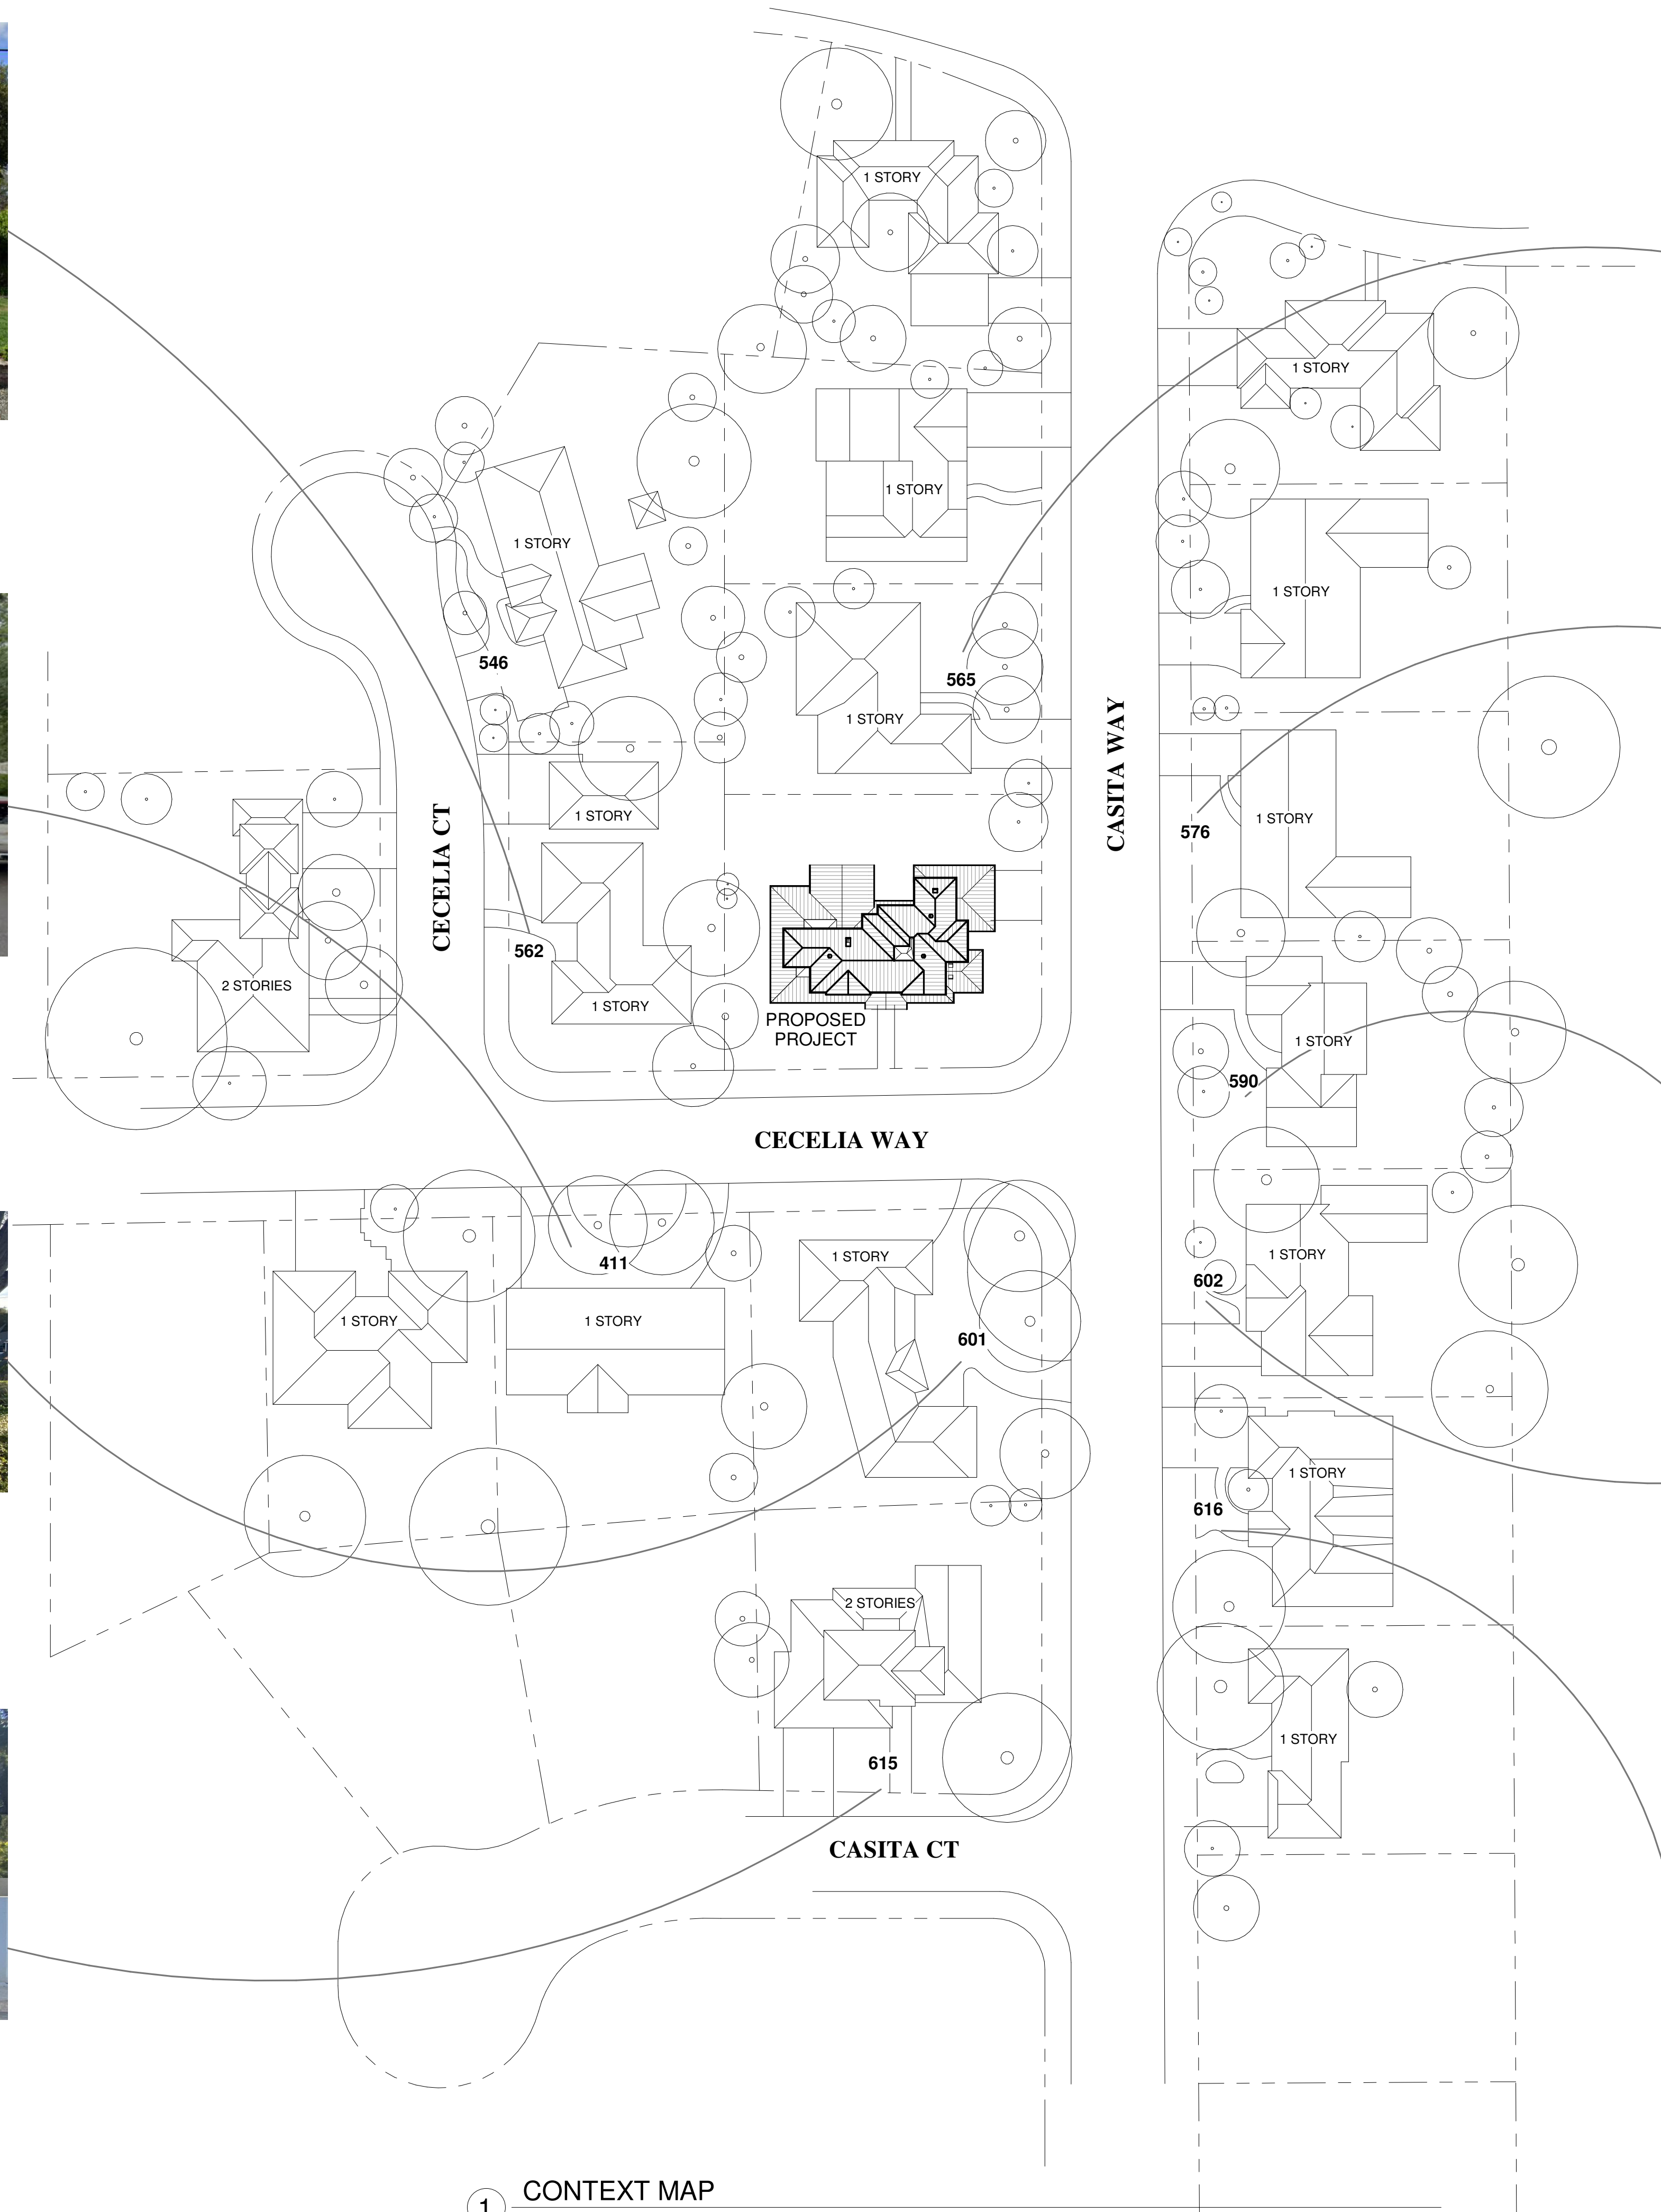 1 STORY
1 STORY
1 STORY
1 STORY
1 STORY
546
565
1 STORY
CASITA WAY
1 STORY
1 STORY
576
CECELIA CT
562
2 STORIES
1 STORY
PROPOSED
PROJECT
1 STORY
590
CECELIA WAY
411
1 STORY
1 STORY
602
1 STORY
1 STORY
601
1 STORY
616
2 STORIES
1 STORY
615
CASITA CT
CONTEXT MAP
1